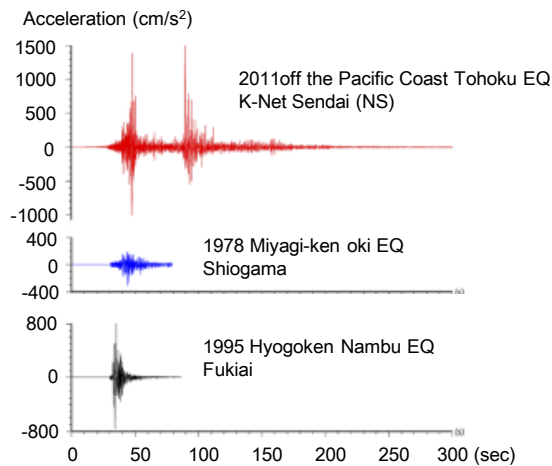 Acceleration (cm/s²)
1500
1000
500
0
-500
-1000
2011off the Pacific Coast Tohoku EQ
K-Net Sendai (NS)
400
0
-400
1978 Miyagi-ken oki EQ
Shiogama
800
0
-800
1995 Hyogoken Nambu EQ
Fukiai
0 50 100 150 200 250 300 (sec)